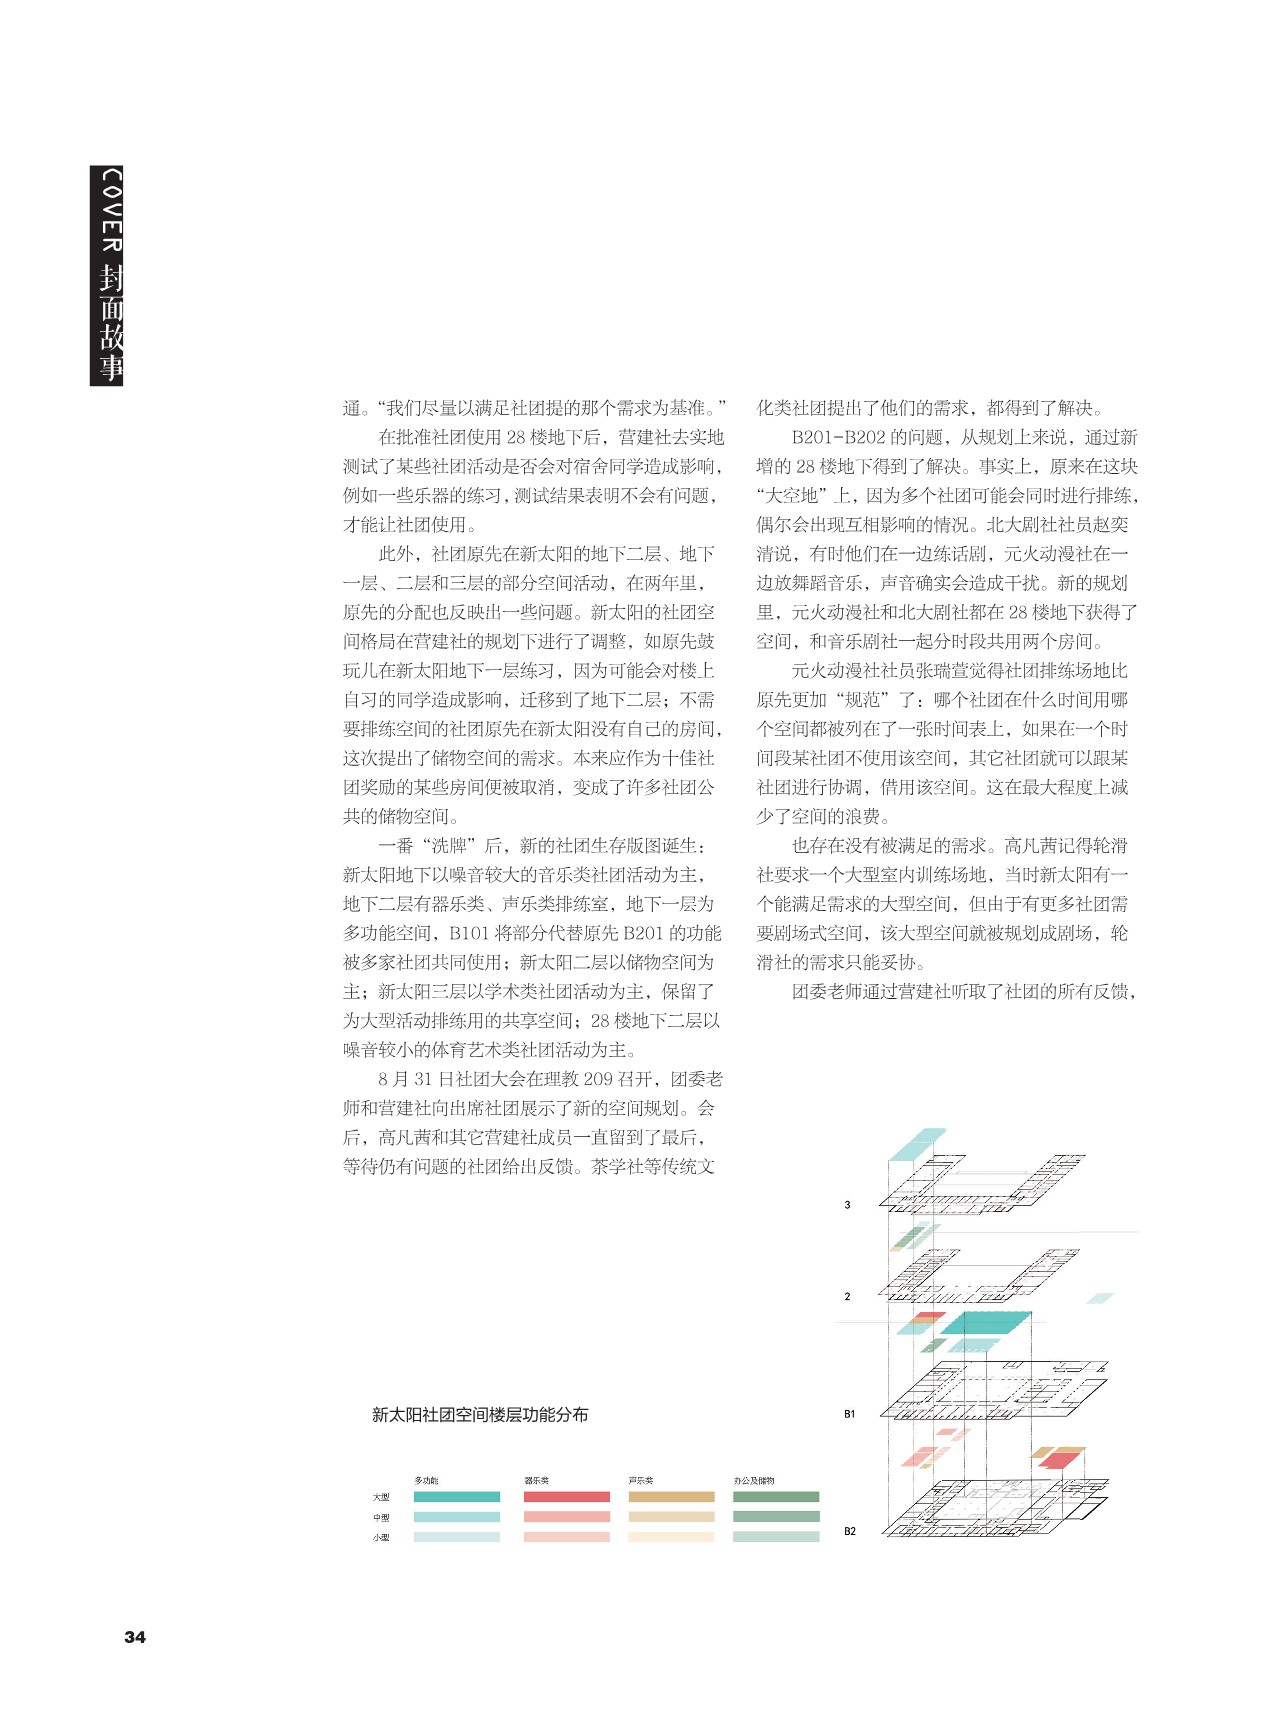 COVER 封面故事
通。“我们尽量以满足社团提的那个需求为基准。”
在批准社团使用 28 楼地下后，营建社去实地
测试了某些社团活动是否会对宿舍同学造成影响，
例如一些乐器的练习，测试结果表明不会有问题，
才能让社团使用。
此外，社团原先在新太阳的地下二层、地下
一层、二层和三层的部分空间活动，在两年里，
原先的分配也反映出一些问题。新太阳的社团空
间格局在营建社的规划下进行了调整，如原先鼓
玩儿在新太阳地下一层练习，因为可能会对楼上
自习的同学造成影响，迁移到了地下二层；不需
要排练空间的社团原先在新太阳没有自己的房间，
这次提出了储物空间的需求。本来应作为十佳社
团奖励的某些房间便被取消，变成了许多社团公
共的储物空间。
一番“洗牌”后，新的社团生存版图诞生：
新太阳地下以噪音较大的音乐类社团活动为主，
地下二层有器乐类、声乐类排练室，地下一层为
多功能空间，B101 将部分代替原先 B201 的功能
被多家社团共同使用；新太阳二层以储物空间为
主；新太阳三层以学术类社团活动为主，保留了
为大型活动排练用的共享空间；28 楼地下二层以
噪音较小的体育艺术类社团活动为主。
8 月 31 日社团大会在理教 209 召开，团委老
师和营建社向出席社团展示了新的空间规划。会
后，高凡茜和其它营建社成员一直留到了最后，
等待仍有问题的社团给出反馈。茶学社等传统文
化类社团提出了他们的需求，都得到了解决。
B201-B202 的问题，从规划上来说，通过新
增的 28 楼地下得到了解决。事实上，原来在这块
“大空地”上，因为多个社团可能会同时进行排练，
偶尔会出现互相影响的情况。北大剧社社员赵奕
清说，有时他们在一边练话剧，元火动漫社在一
边放舞蹈音乐，声音确实会造成干扰。新的规划
里，元火动漫社和北大剧社都在 28 楼地下获得了
空间，和音乐剧社一起分时段共用两个房间。
元火动漫社社员张瑞萱觉得社团排练场地比
原先更加“规范”了：哪个社团在什么时间用哪
个空间都被列在了一张时间表上，如果在一个时
间段某社团不使用该空间，其它社团就可以跟某
社团进行协调，借用该空间。这在最大程度上减
少了空间的浪费。
也存在没有被满足的需求。高凡茜记得轮滑
社要求一个大型室内训练场地，当时新太阳有一
个能满足需求的大型空间，但由于有更多社团需
要剧场式空间，该大型空间就被规划成剧场，轮
滑社的需求只能妥协。
团委老师通过营建社听取了社团的所有反馈，
3
2
B1
B2
新太阳社团空间楼层功能分布
多功能 器乐类 声乐类 办公及储物
大型
中型
小型
34